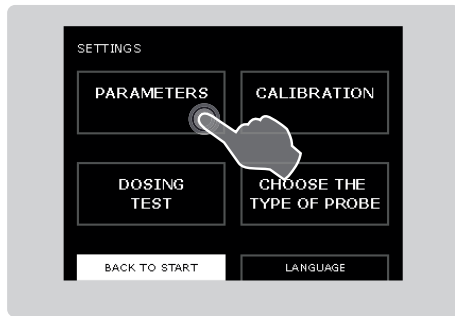 SETTINGS
PARAMETERS
CALIBRATION
DOSING
TEST
CHOOSE THE
TYPE OF PROBE
BACK TO START
LANGUAGE